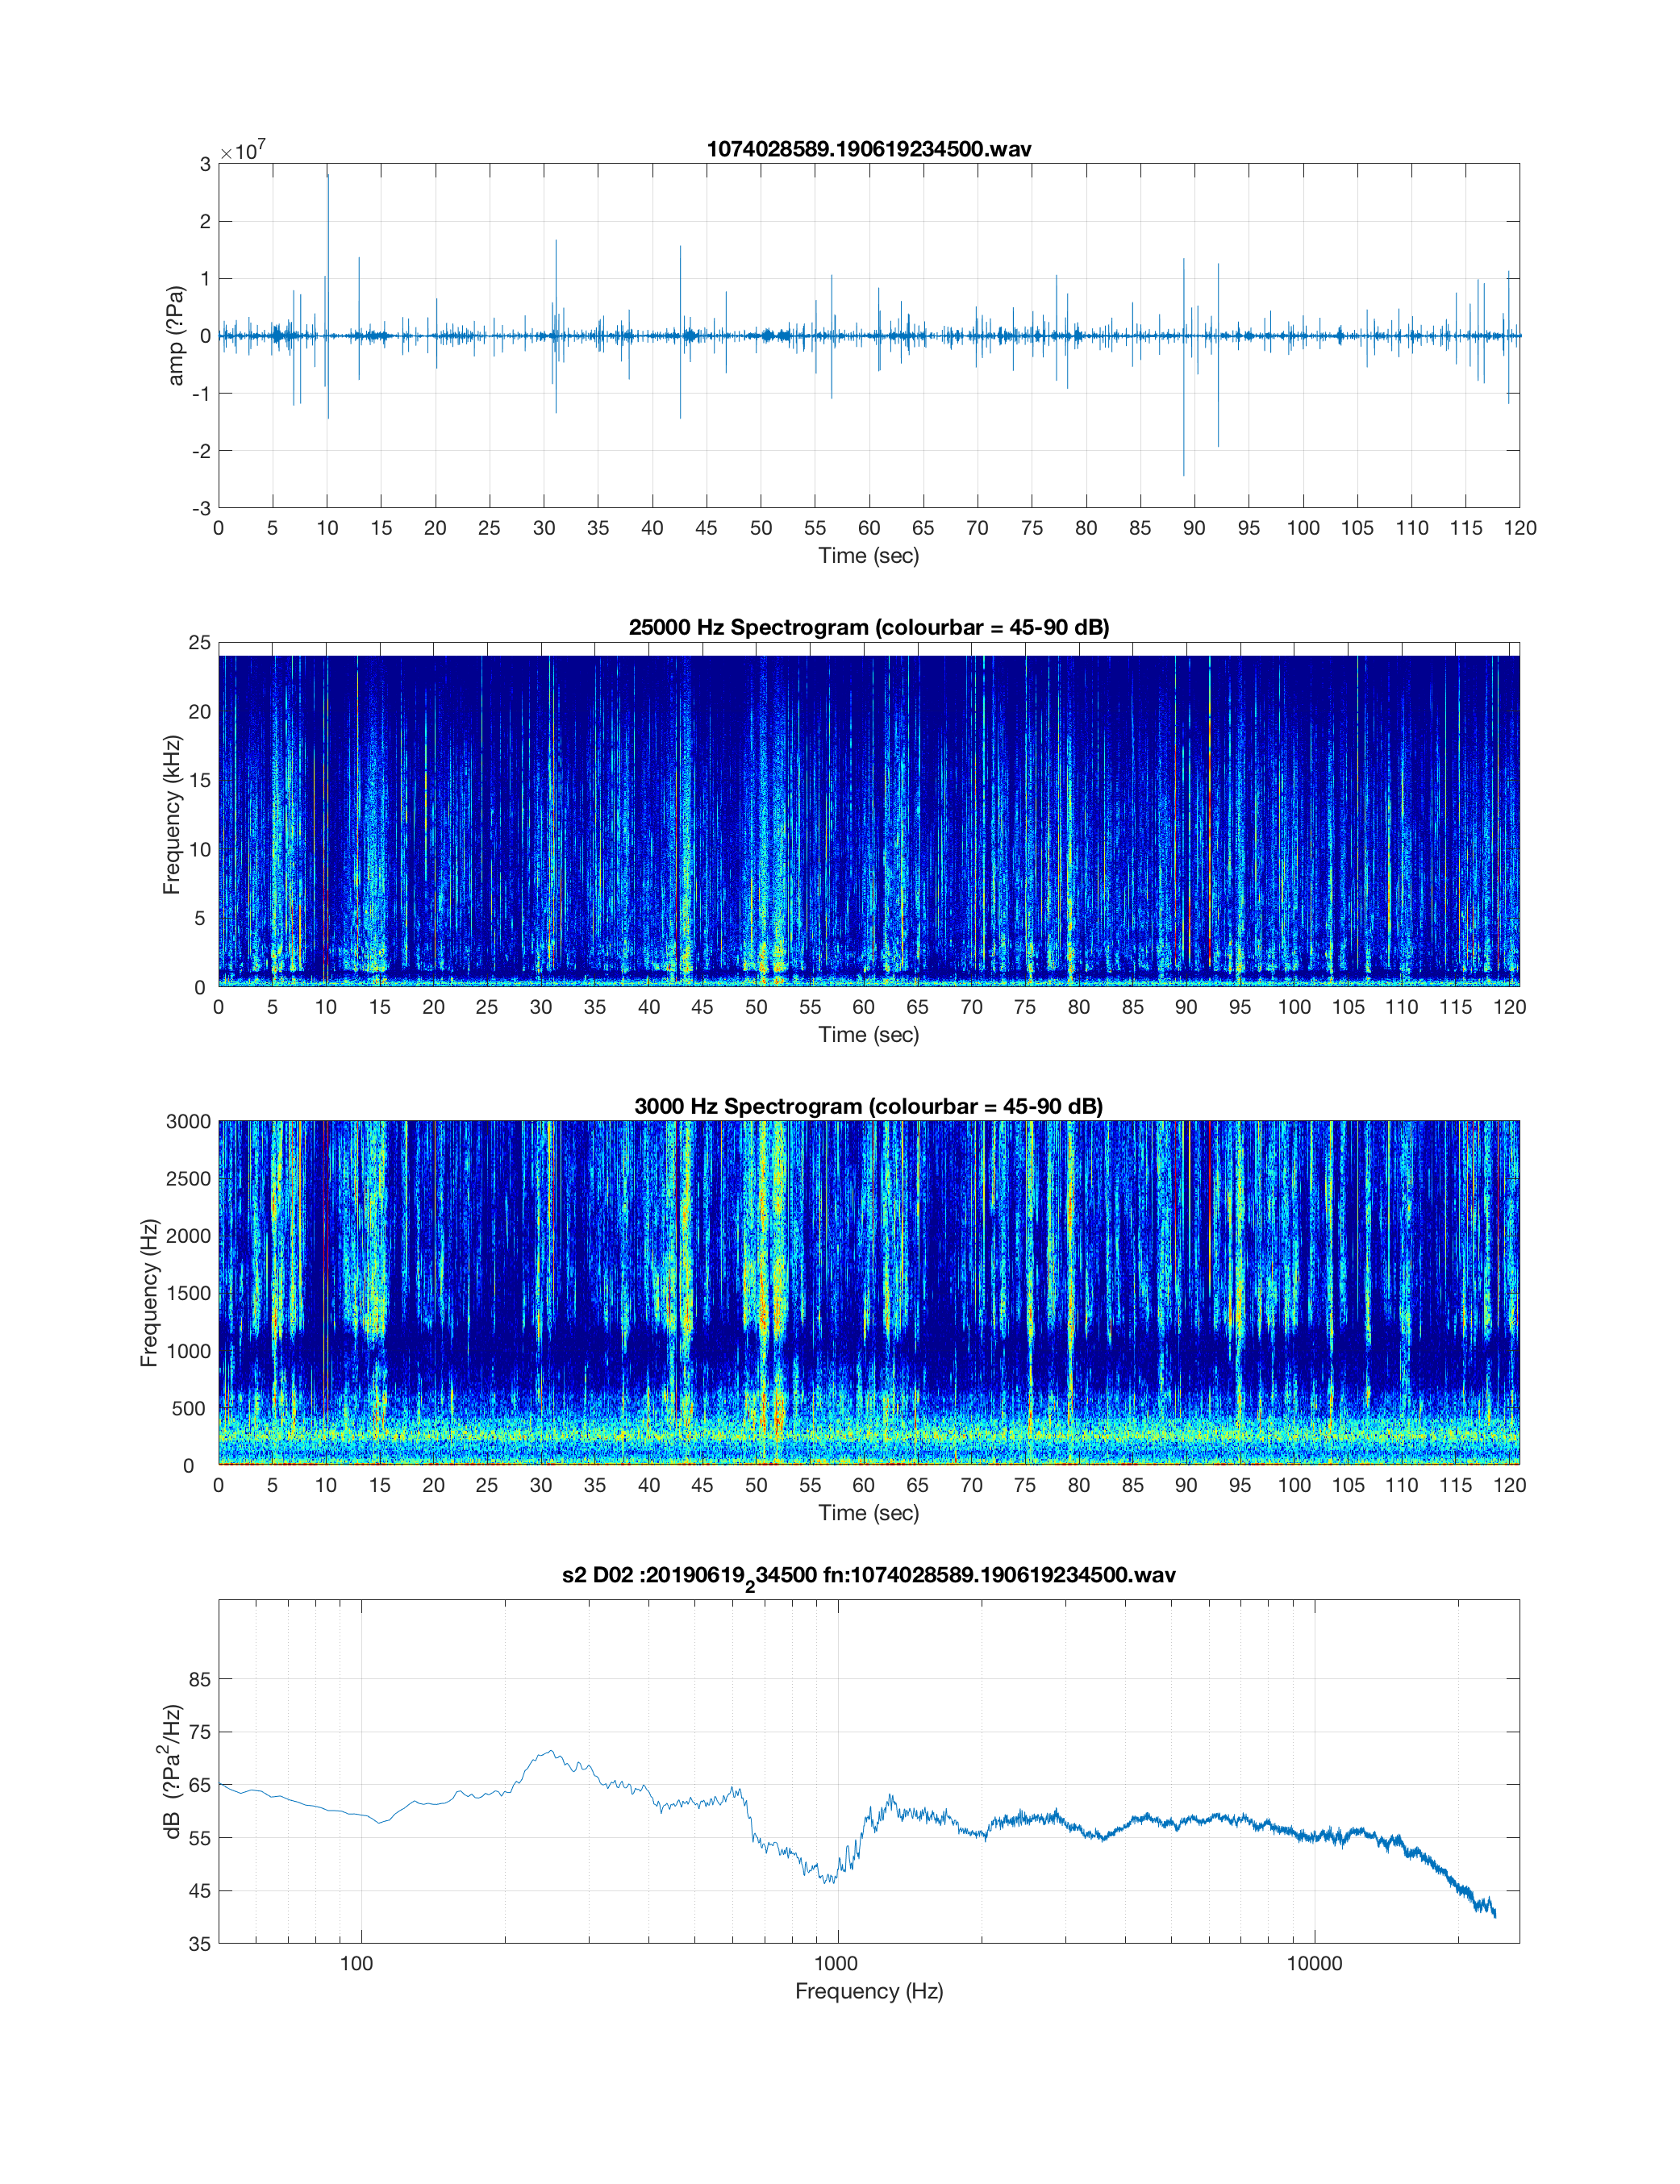 1074028589.190619234500.wav
×10^7
3
2
1
0
-1
-2
-3
amp (?Pa)
0 5 10 15 20 25 30 35 40 45 50 55 60 65 70 75 80 85 90 95 100 105 110 115 120
Time (sec)
25000 Hz Spectrogram (colourbar = 45-90 dB)
25
20
15
10
5
0
Frequency (kHz)
0 5 10 15 20 25 30 35 40 45 50 55 60 65 70 75 80 85 90 95 100 105 110 115 120
Time (sec)
3000 Hz Spectrogram (colourbar = 45-90 dB)
3000
2500
2000
1500
1000
500
0
Frequency (Hz)
0 5 10 15 20 25 30 35 40 45 50 55 60 65 70 75 80 85 90 95 100 105 110 115 120
Time (sec)
s2 D02 :20190619_234500 fn:1074028589.190619234500.wav
85
75
65
55
45
35
dB (?Pa^2/Hz)
100 1000 10000
Frequency (Hz)